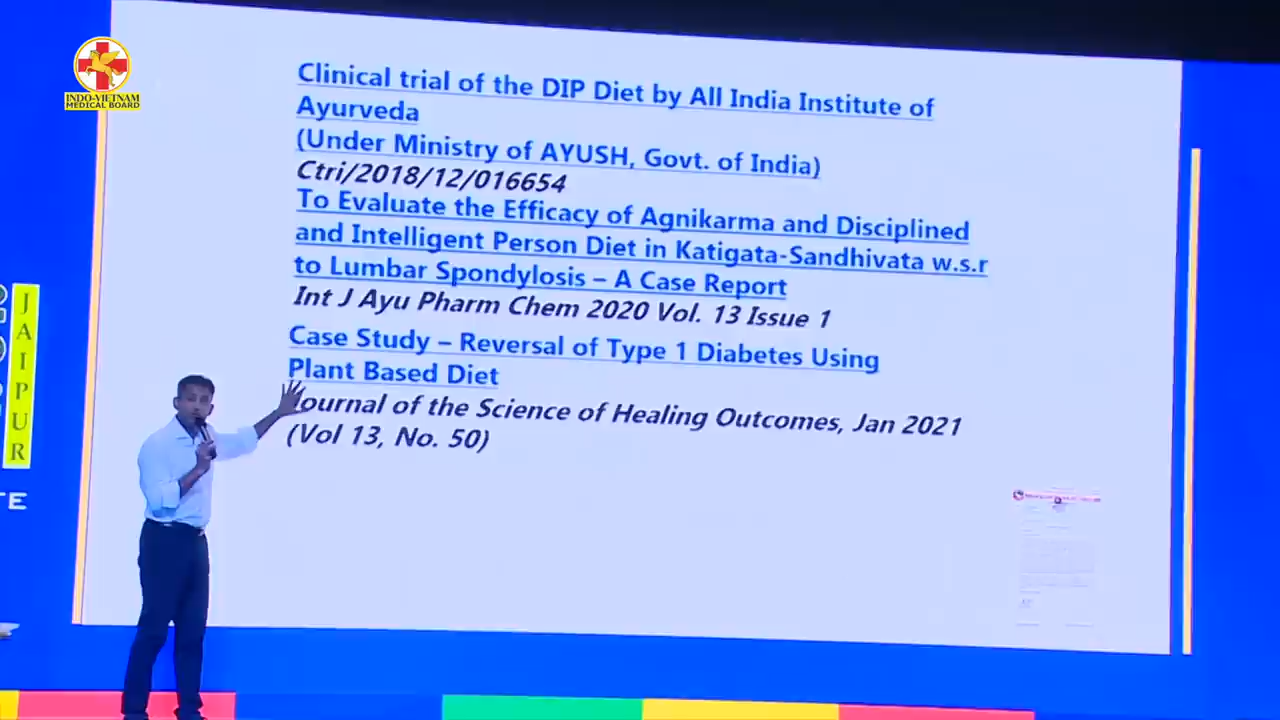 INDO-VIETNAM
MEDICAL BOARD
Clinical trial of the DIP Diet by All India Institute of
Ayurveda
(Under Ministry of AYUSH, Govt. of India)
Ctri/2018/12/016654
To Evaluate the Efficacy of Agnikarma and Disciplined
and Intelligent Person Diet in Katigata-Sandhivata w.s.r
to Lumbar Spondylosis – A Case Report
Int J Ayu Pharm Chem 2020 Vol. 13 Issue 1
Case Study – Reversal of Type 1 Diabetes Using
Plant Based Diet
Journal of the Science of Healing Outcomes, Jan 2021
(Vol 13, No. 50)
JAIPUR
TE